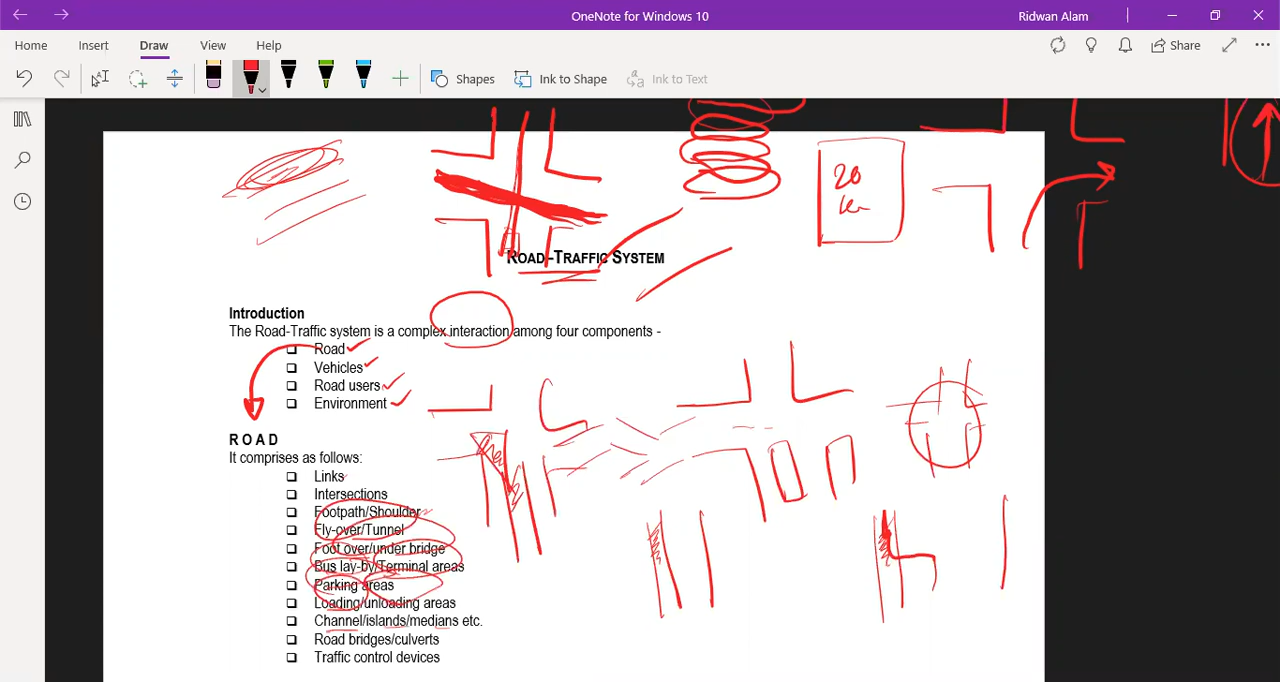 OneNote for Windows 10
Ridwan Alam
Home Insert Draw View Help
Share
Shapes Ink to Shape Ink to Text
20
ROAD-TRAFFIC SYSTEM
Introduction
The Road-Traffic system is a complex interaction among four components -
Road
Vehicles
Road users
Environment
ROAD
It comprises as follows:
Links
Intersections
Footpath/Shoulder
Fly-over/Tunnel
Foot over/under bridge
Bus lay-by/Terminal areas
Parking areas
Loading/unloading areas
Channel/islands/medians etc.
Road bridges/culverts
Traffic control devices